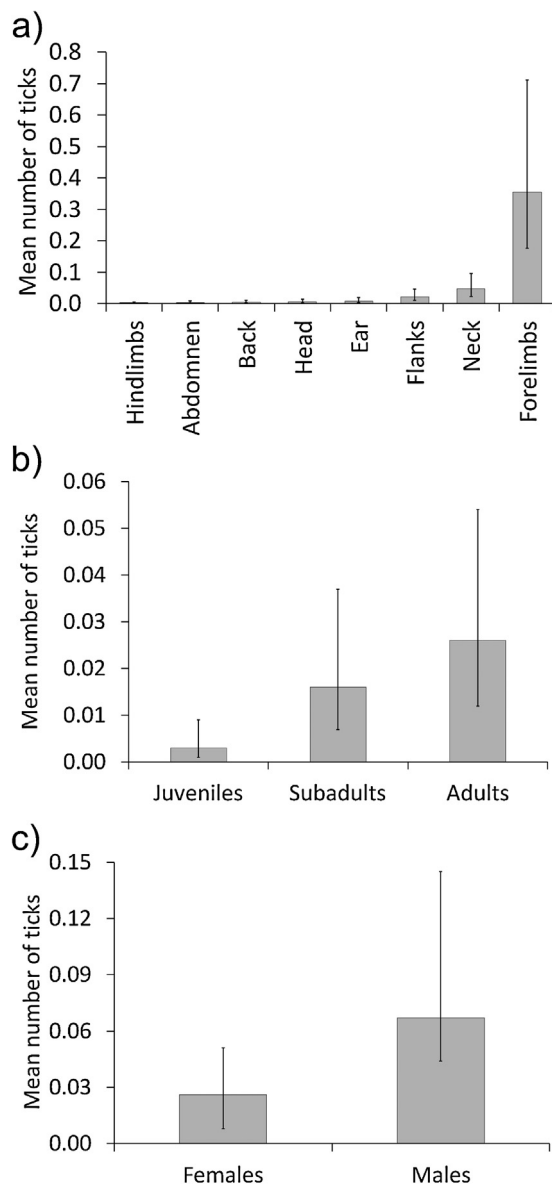 a)
Mean number of ticks
0.8
0.7
0.6
0.5
0.4
0.3
0.2
0.1
0.0
Hindlimbs
Abdomnen
Back
Head
Ear
Flanks
Neck
Forelimbs
b)
Mean number of ticks
0.06
0.05
0.04
0.03
0.02
0.01
0.00
Juveniles Subadults Adults
c)
Mean number of ticks
0.15
0.12
0.09
0.06
0.03
0.00
Females Males